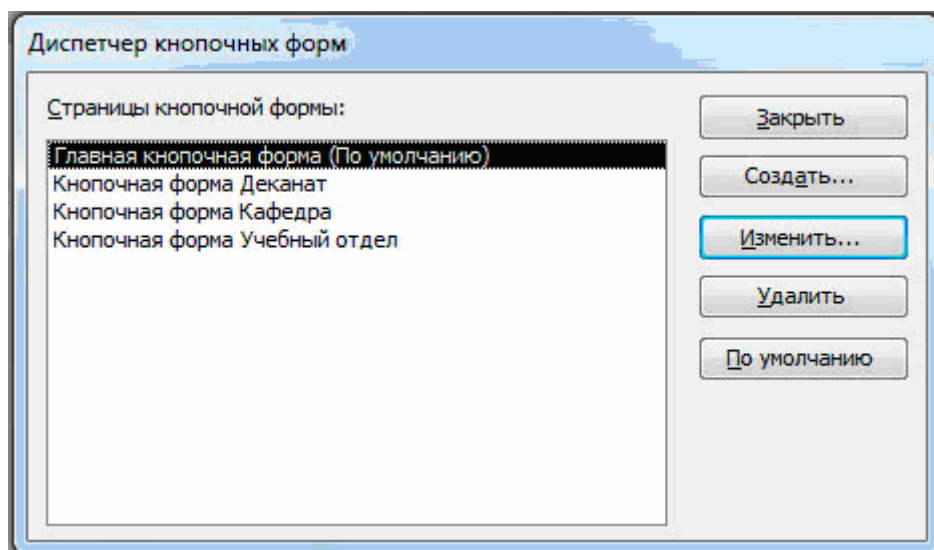 Диспетчер кнопочных форм
Страницы кнопочной формы:
Главная кнопочная форма (По умолчанию)
Кнопочная форма Деканат
Кнопочная форма Кафедра
Кнопочная форма Учебный отдел
Закрыть
Создать...
Изменить...
Удалить
По умолчанию